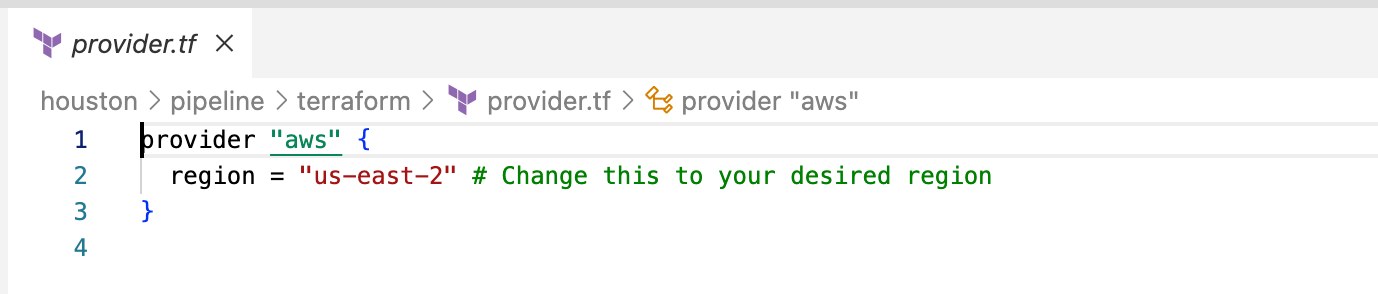 provider.tf ×
houston > pipeline > terraform > provider.tf > provider "aws"
1 provider "aws" {
2   region = "us-east-2" # Change this to your desired region
3 }
4